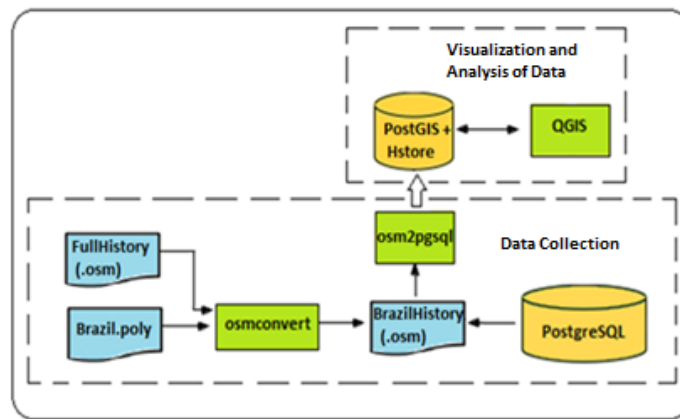 Visualization and
Analysis of Data
PostGIS +
Hstore
QGIS
osm2pgsql
Data Collection
FullHistory
(.osm)
Brazil.poly
osmconvert
BrazilHistory
(.osm)
PostgreSQL